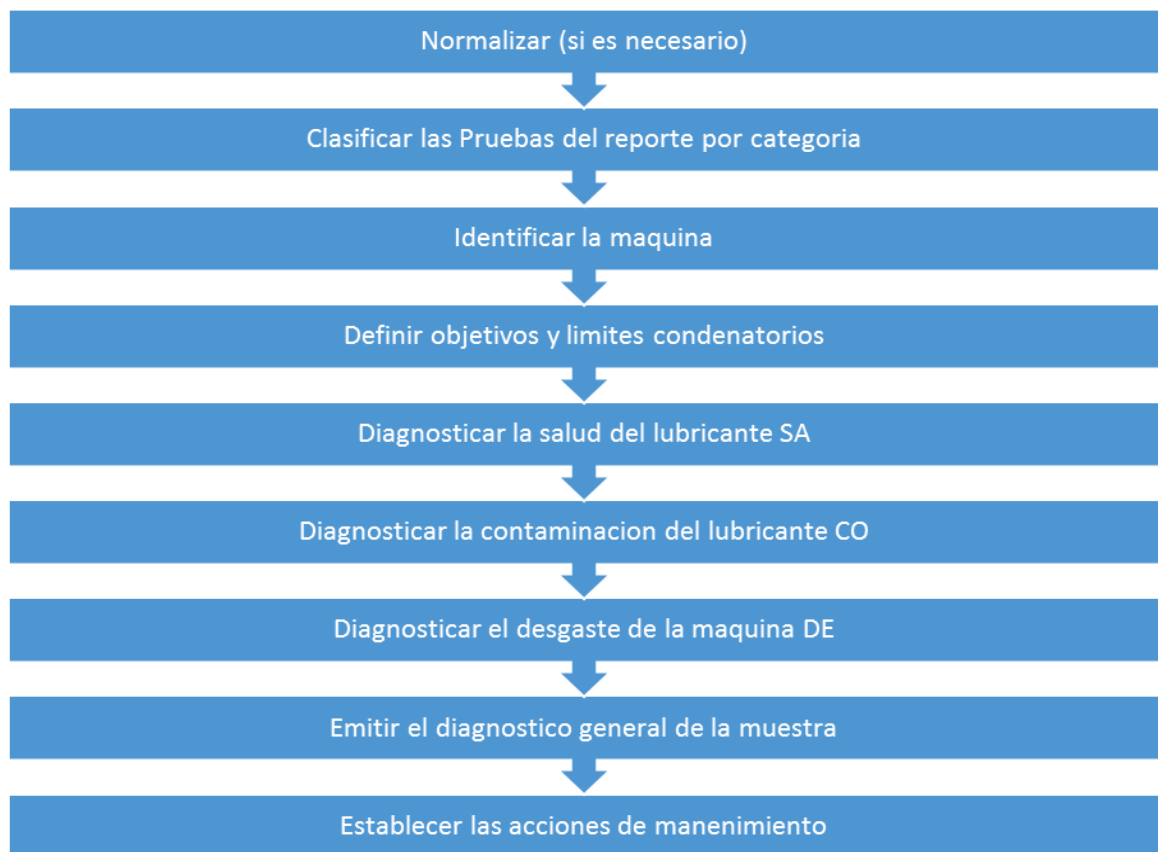 Normalizar (si es necesario)
Clasificar las Pruebas del reporte por categoria
Identificar la maquina
Definir objetivos y limites condenatorios
Diagnosticar la salud del lubricante SA
Diagnosticar la contaminacion del lubricante CO
Diagnosticar el desgaste de la maquina DE
Emitir el diagnostico general de la muestra
Establecer las acciones de manenimiento